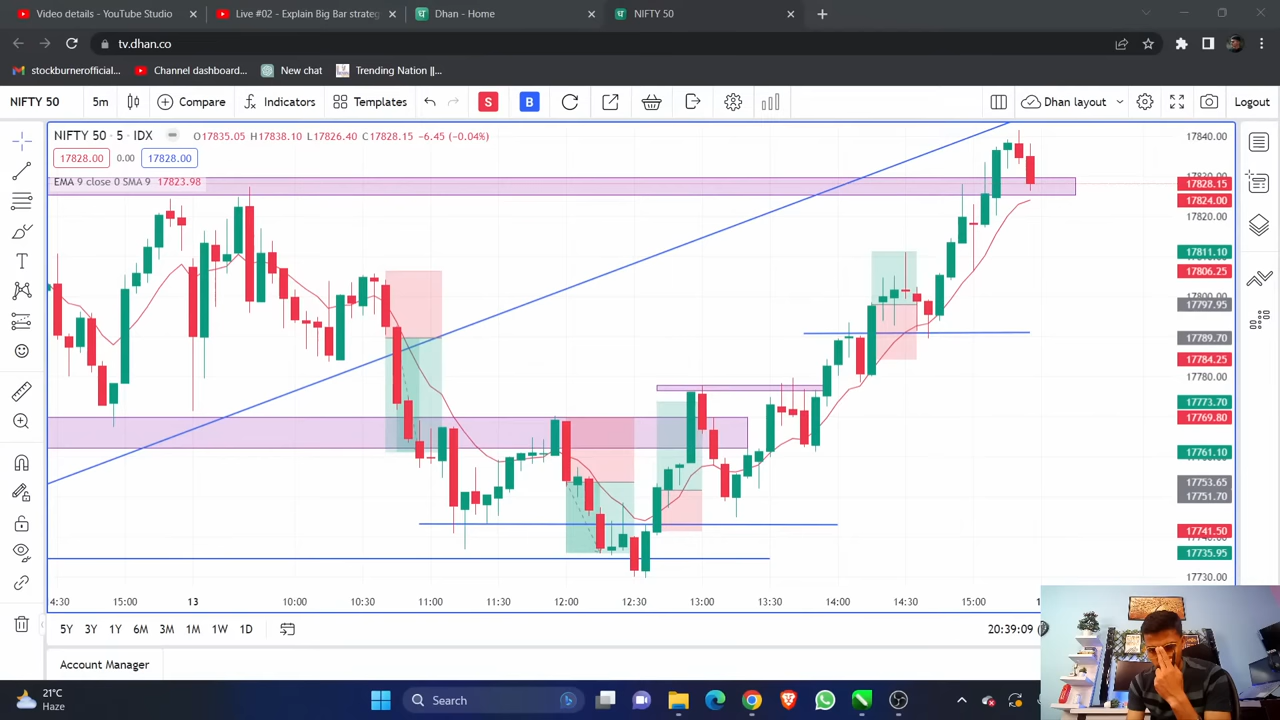 Video details - YouTube Studio
Live #02 - Explain Big Bar strateg
Dhan - Home
NIFTY 50
tv.dhan.co
stockburnerofficial...
Channel dashboard...
New chat
Trending Nation ||...
NIFTY 50 5m Compare Indicators Templates S B Dhan layout Logout
NIFTY 50 · 5 · IDX O17835.05 H17838.10 L17826.40 C17828.15 -6.45 (-0.04%)
17828.00 0.00 17828.00
EMA 9 close 0 SMA 9 17823.98
17840.00
17828.15
17824.00
17820.00
17811.10
17806.25
17800.00
17797.95
17789.70
17784.25
17780.00
17773.70
17769.80
17761.10
17753.65
17751.70
17741.50
17735.95
17730.00
4:30 15:00 13 10:00 10:30 11:00 11:30 12:00 12:30 13:00 13:30 14:00 14:30 15:00
5Y 3Y 1Y 6M 3M 1M 1W 1D 20:39:09
Account Manager
21°C
Haze
Search